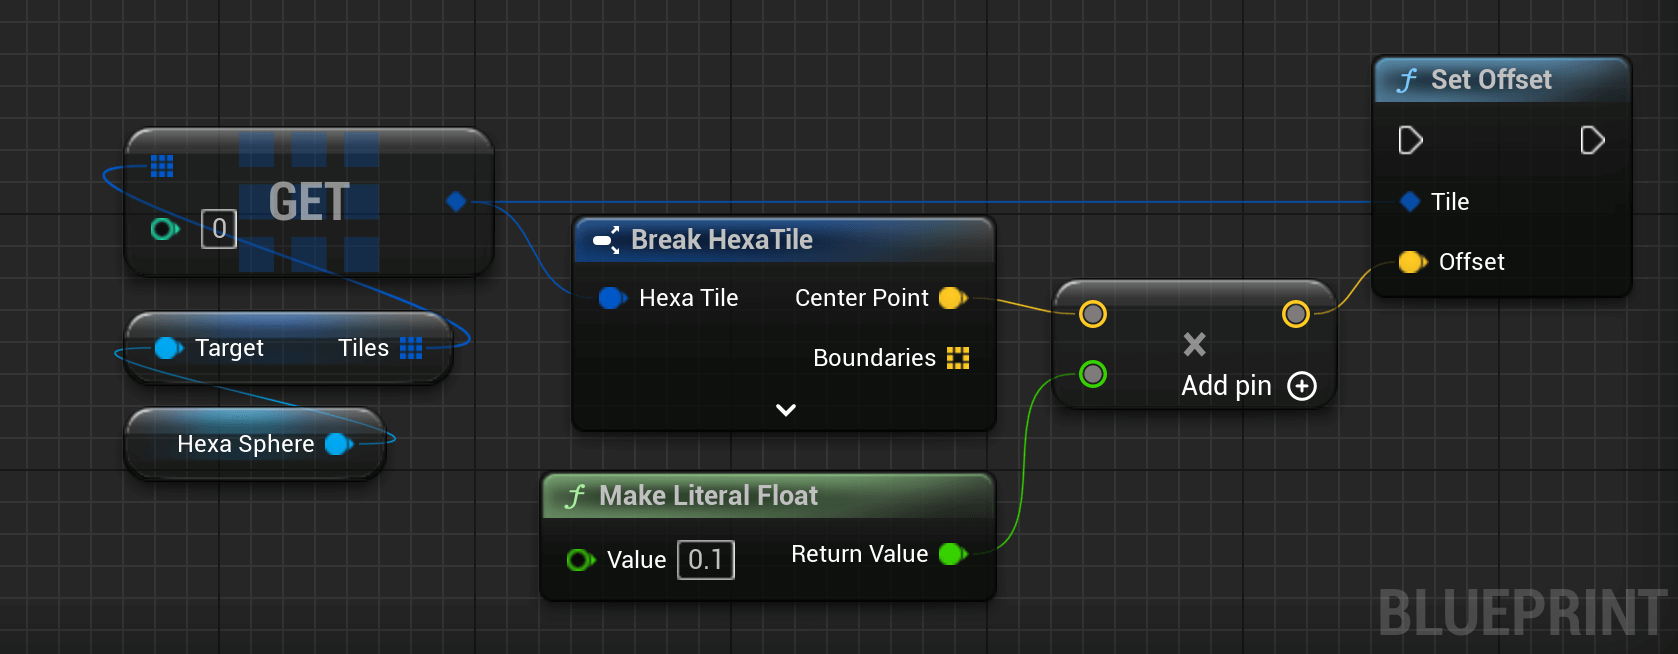 f Set Offset
GET
0
Tile
Break HexaTile
Offset
Hexa Tile Center Point
Target Tiles
Boundaries
×
Add pin
Hexa Sphere
f Make Literal Float
Value 0.1 Return Value
BLUEPRINT